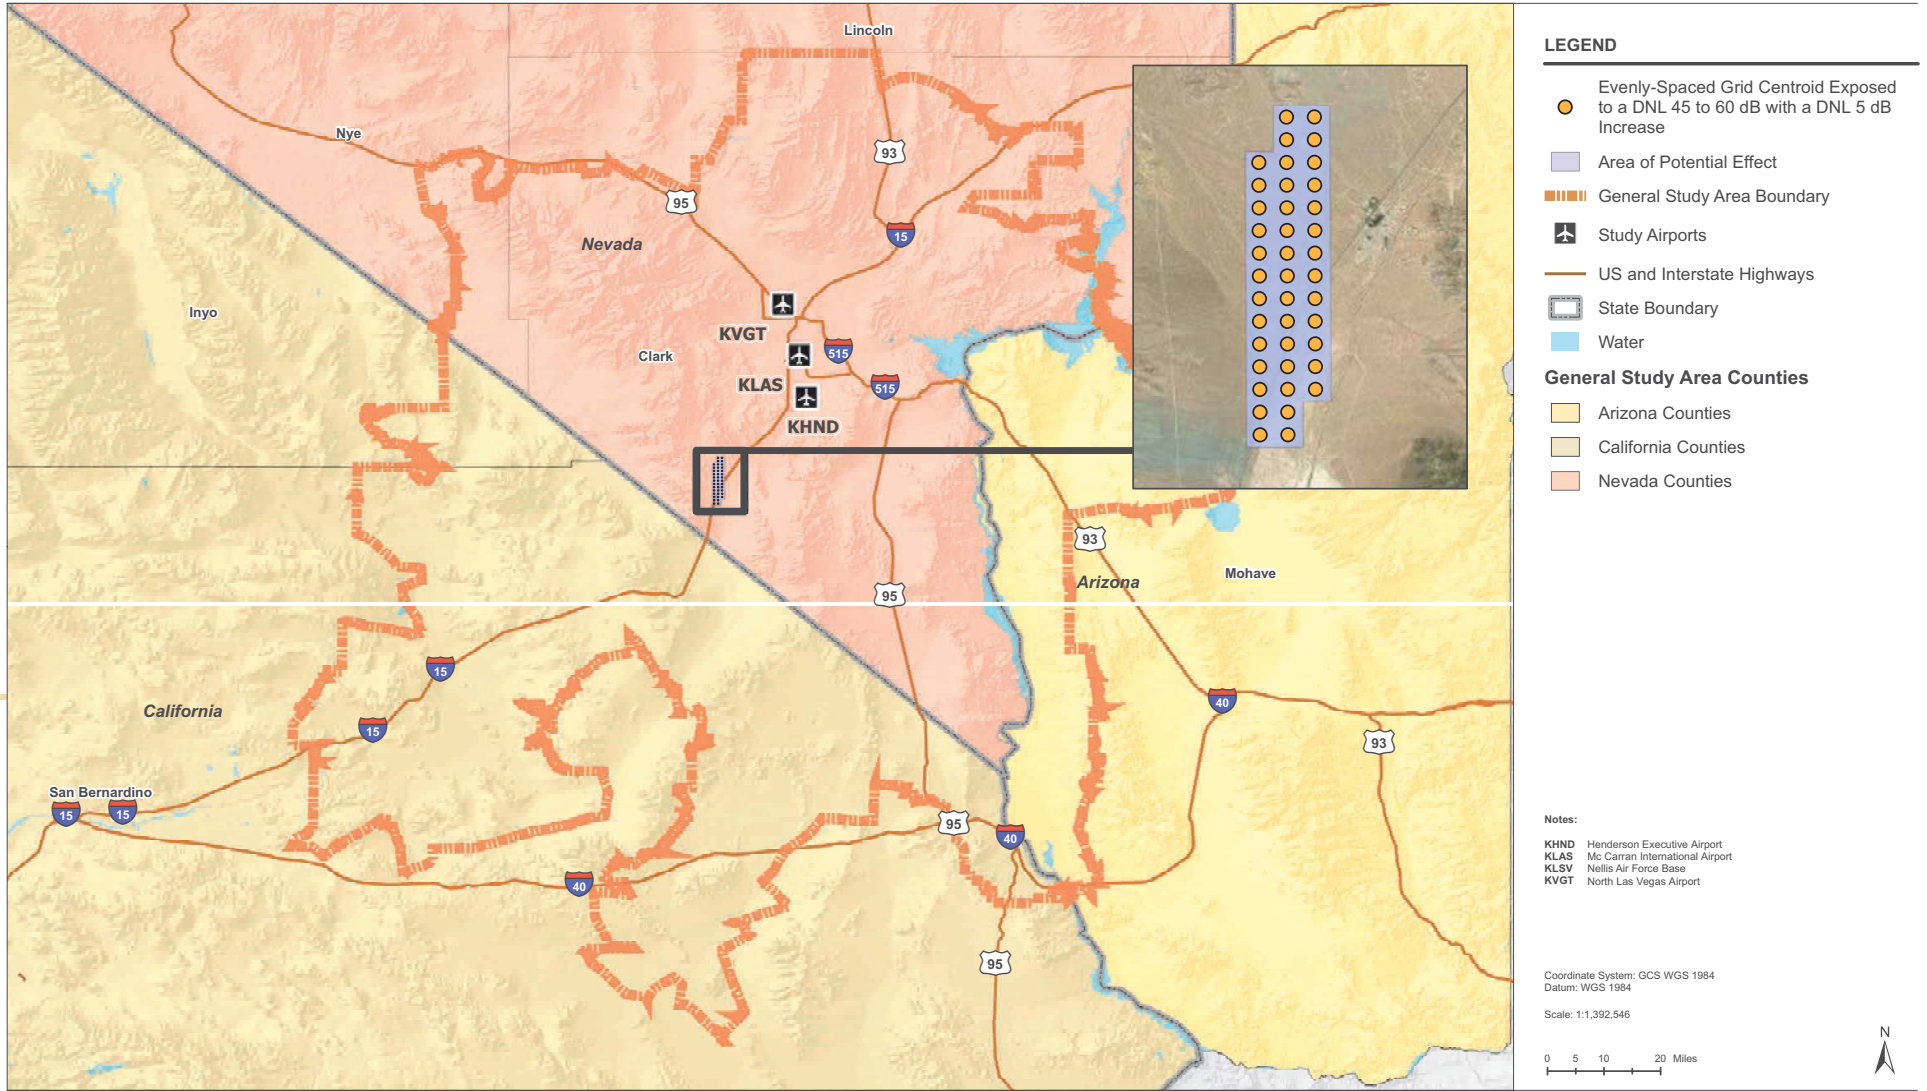 Lincoln
Nye
93
95
Nevada
15
Inyo
KVGT
Clark
515
KLAS
515
KHND
93
Mohave
Arizona
95
15
California
40
15
93
San Bernardino
15
15
95
40
40
95
LEGEND
Evenly-Spaced Grid Centroid Exposed
to a DNL 45 to 60 dB with a DNL 5 dB
Increase
Area of Potential Effect
General Study Area Boundary
Study Airports
US and Interstate Highways
State Boundary
Water
General Study Area Counties
Arizona Counties
California Counties
Nevada Counties
Notes:
KHND Henderson Executive Airport
KLAS Mc Carran International Airport
KLSV Nellis Air Force Base
KVGT North Las Vegas Airport
Coordinate System: GCS WGS 1984
Datum: WGS 1984
Scale: 1:1,392,546
N
0 5 10 20 Miles